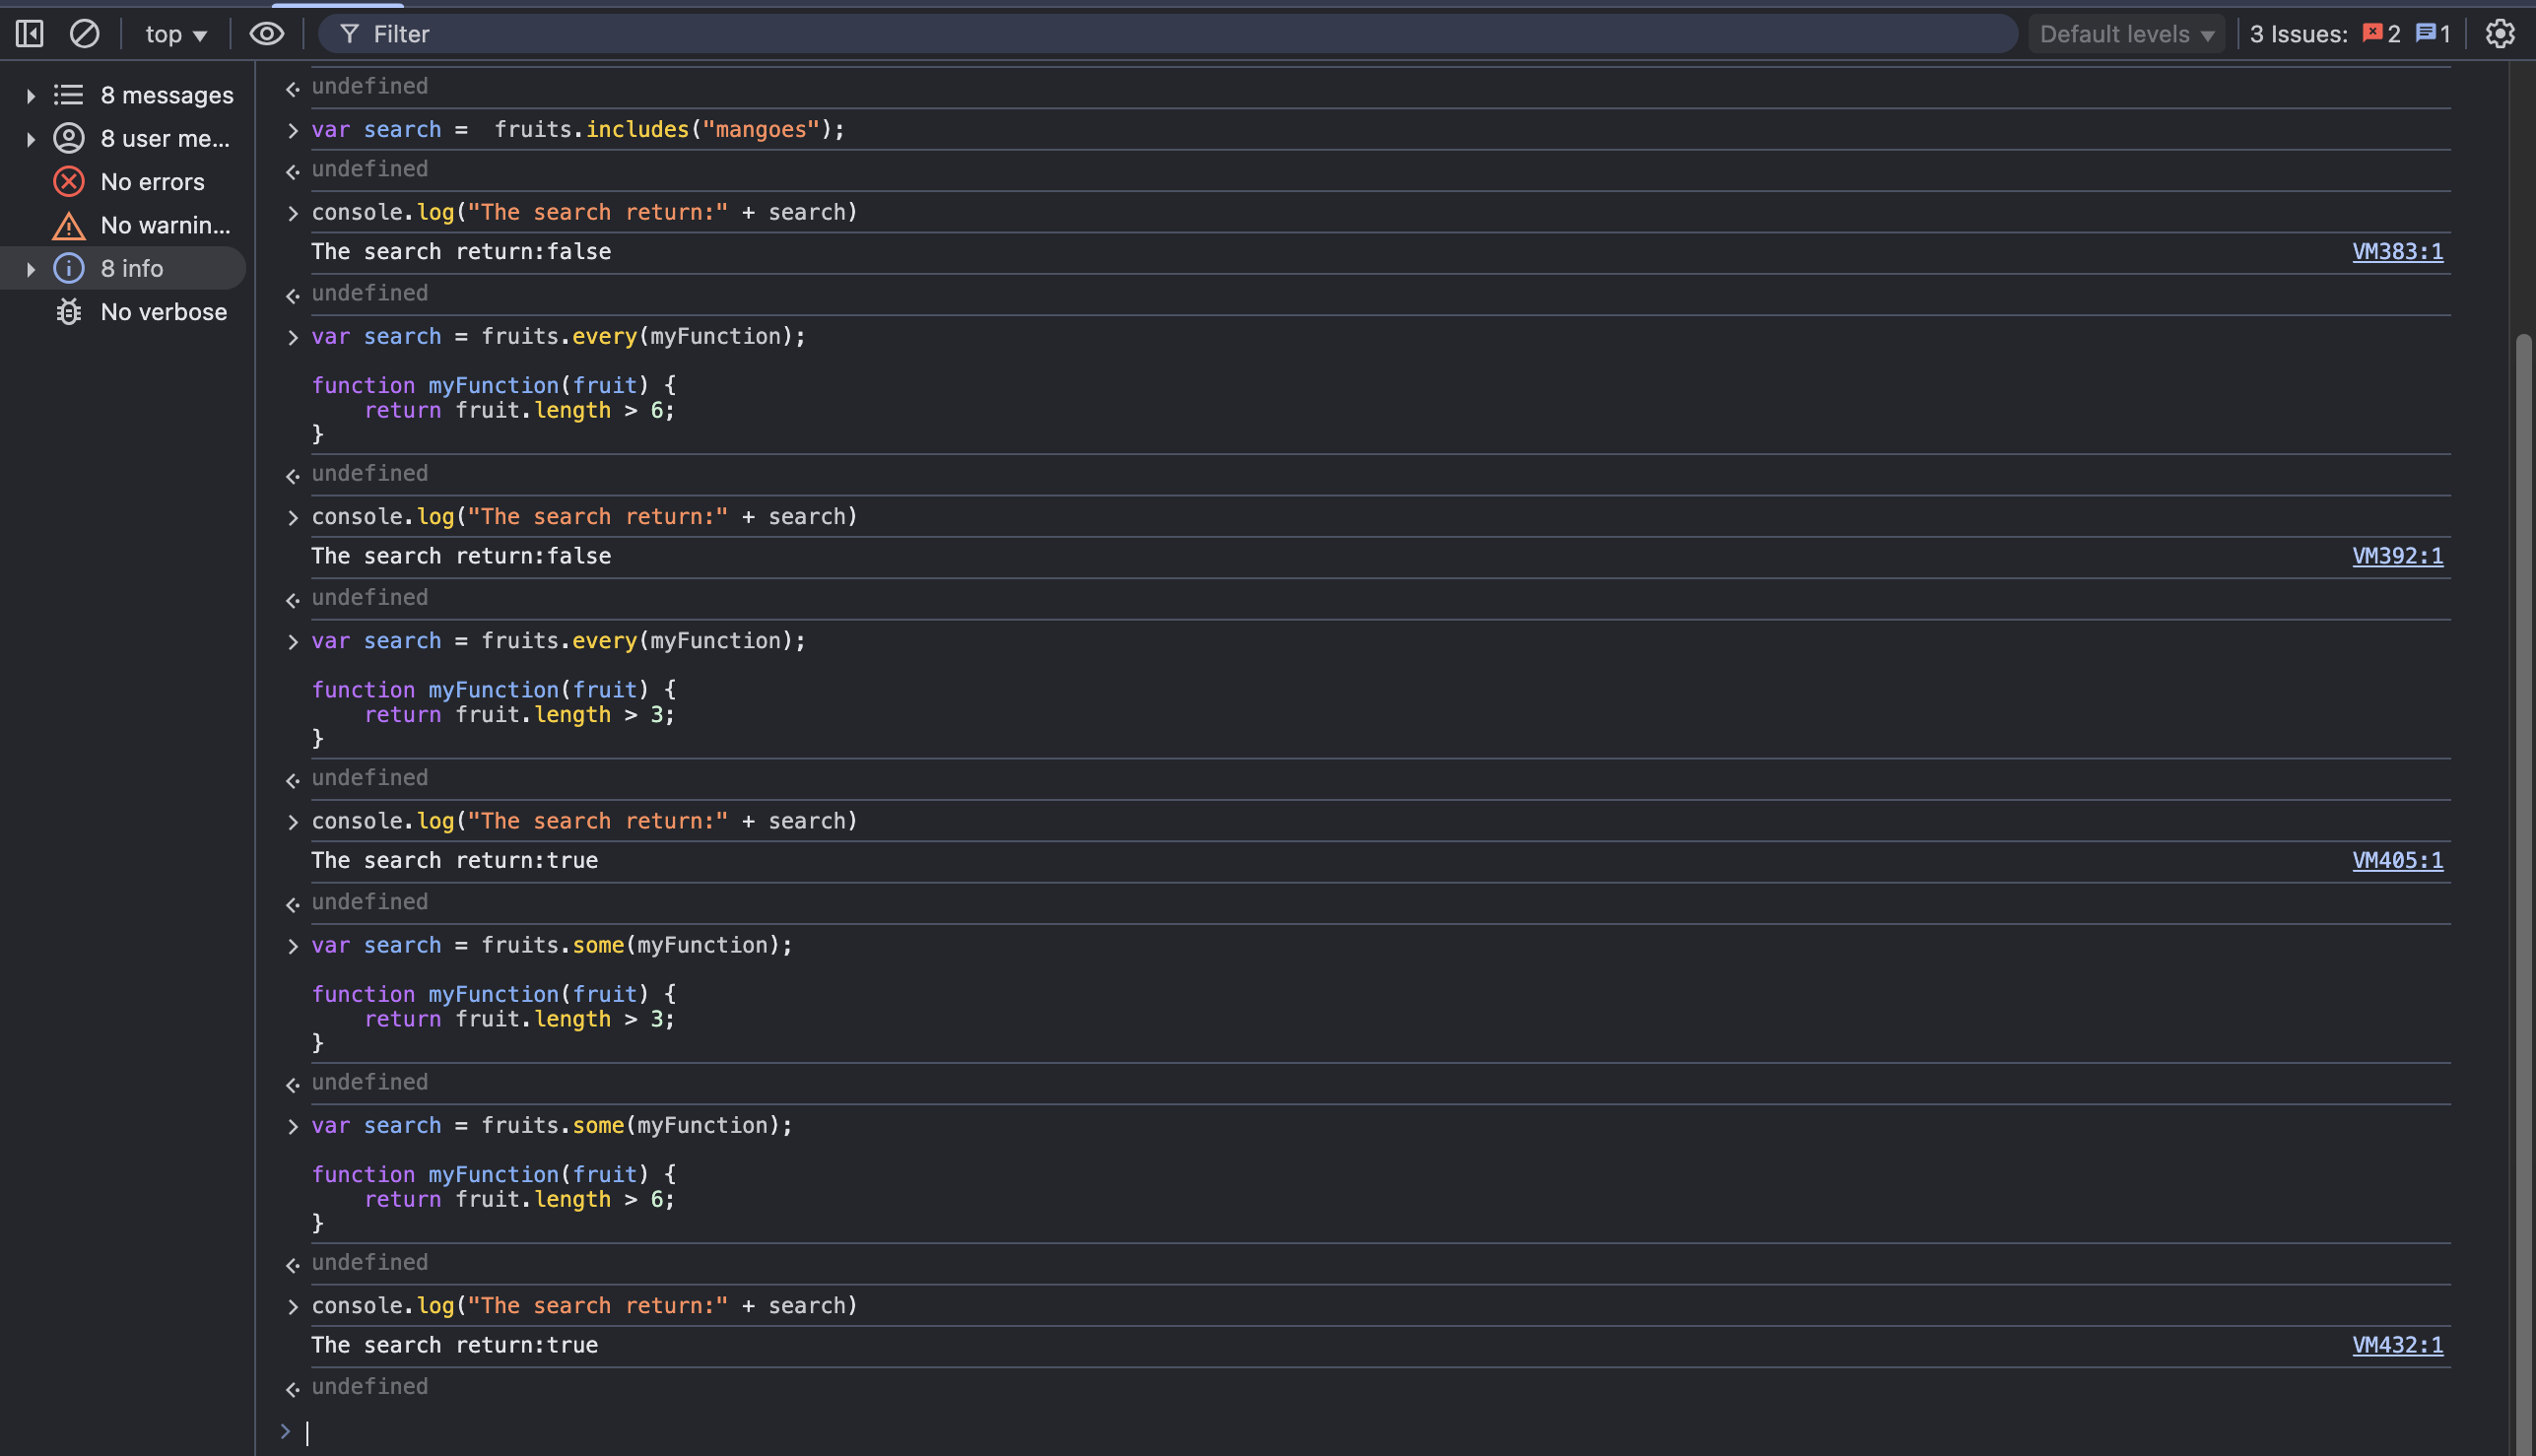 top ▼ Filter Default levels ▼ 3 Issues: 2 1
8 messages
8 user me...
No errors
No warnin...
8 info
No verbose
undefined
var search =  fruits.includes("mangoes");
undefined
console.log("The search return:" + search)
The search return:false VM383:1
undefined
var search = fruits.every(myFunction);
function myFunction(fruit) {
    return fruit.length > 6;
}
undefined
console.log("The search return:" + search)
The search return:false VM392:1
undefined
var search = fruits.every(myFunction);
function myFunction(fruit) {
    return fruit.length > 3;
}
undefined
console.log("The search return:" + search)
The search return:true VM405:1
undefined
var search = fruits.some(myFunction);
function myFunction(fruit) {
    return fruit.length > 3;
}
undefined
var search = fruits.some(myFunction);
function myFunction(fruit) {
    return fruit.length > 6;
}
undefined
console.log("The search return:" + search)
The search return:true VM432:1
undefined